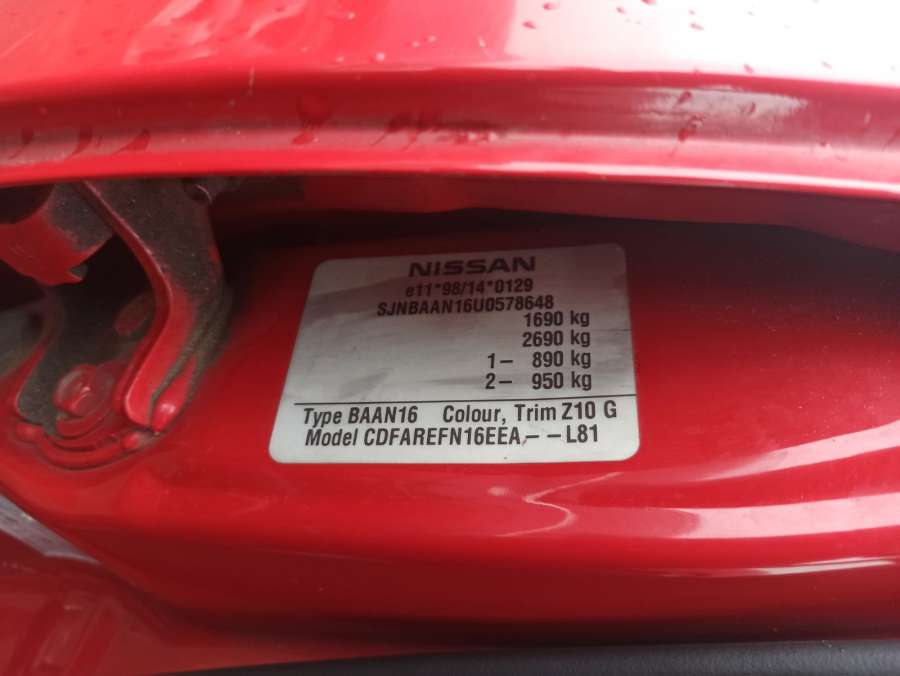 NISSAN
e11*98/14*0129
SJNBAAN16U0578648
1690 kg
2690 kg
1- 890 kg
2- 950 kg
Type BAAN16 Colour, Trim Z10 G
Model CDFAREFN16EEA,- -L81